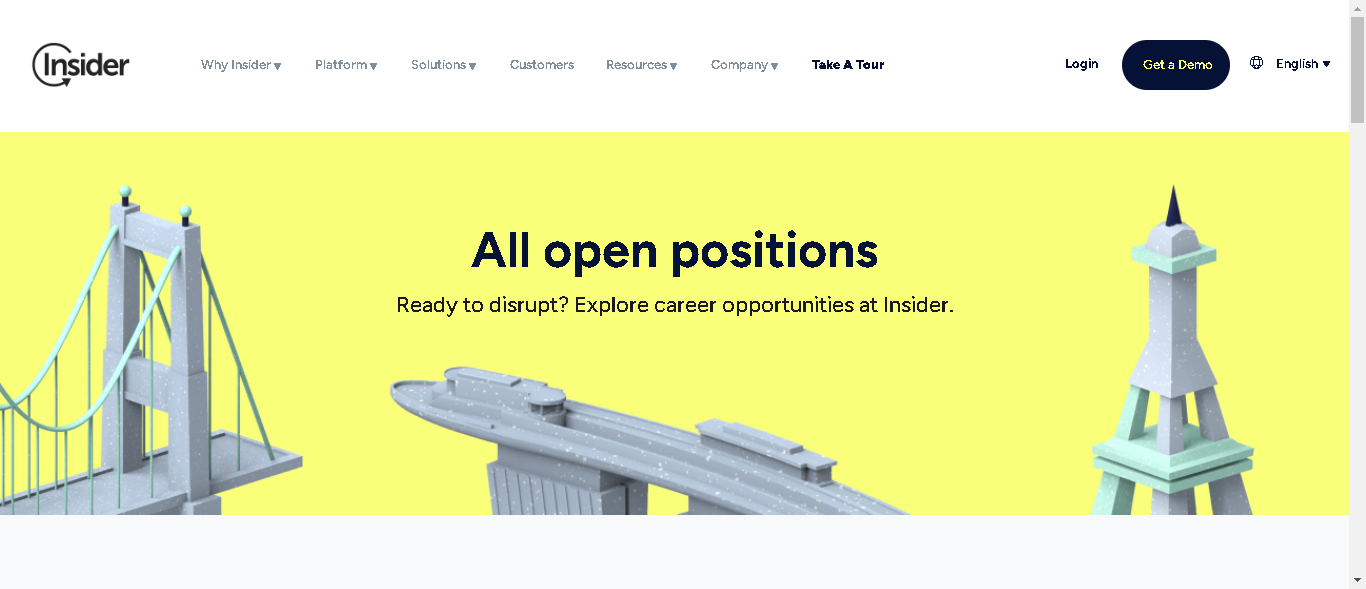 Insider
Why Insider
Platform
Solutions
Customers
Resources
Company
Take A Tour
Login
Get a Demo
English
All open positions
Ready to disrupt? Explore career opportunities at Insider.